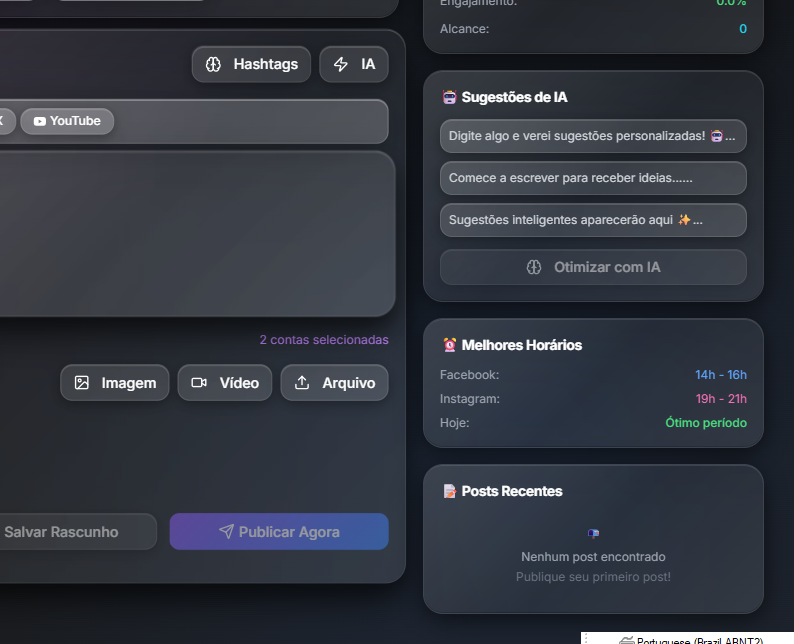 Engajamento:
0.0%
Alcance:
0
Hashtags
IA
X
YouTube
2 contas selecionadas
Imagem
Vídeo
Arquivo
Salvar Rascunho
Publicar Agora
Sugestões de IA
Digite algo e verei sugestões personalizadas! 🤖...
Comece a escrever para receber ideias......
Sugestões inteligentes aparecerão aqui ✨...
Otimizar com IA
Melhores Horários
Facebook:
14h - 16h
Instagram:
19h - 21h
Hoje:
Ótimo período
Posts Recentes
Nenhum post encontrado
Publique seu primeiro post!
Portuguese (Brazil ABNT2)